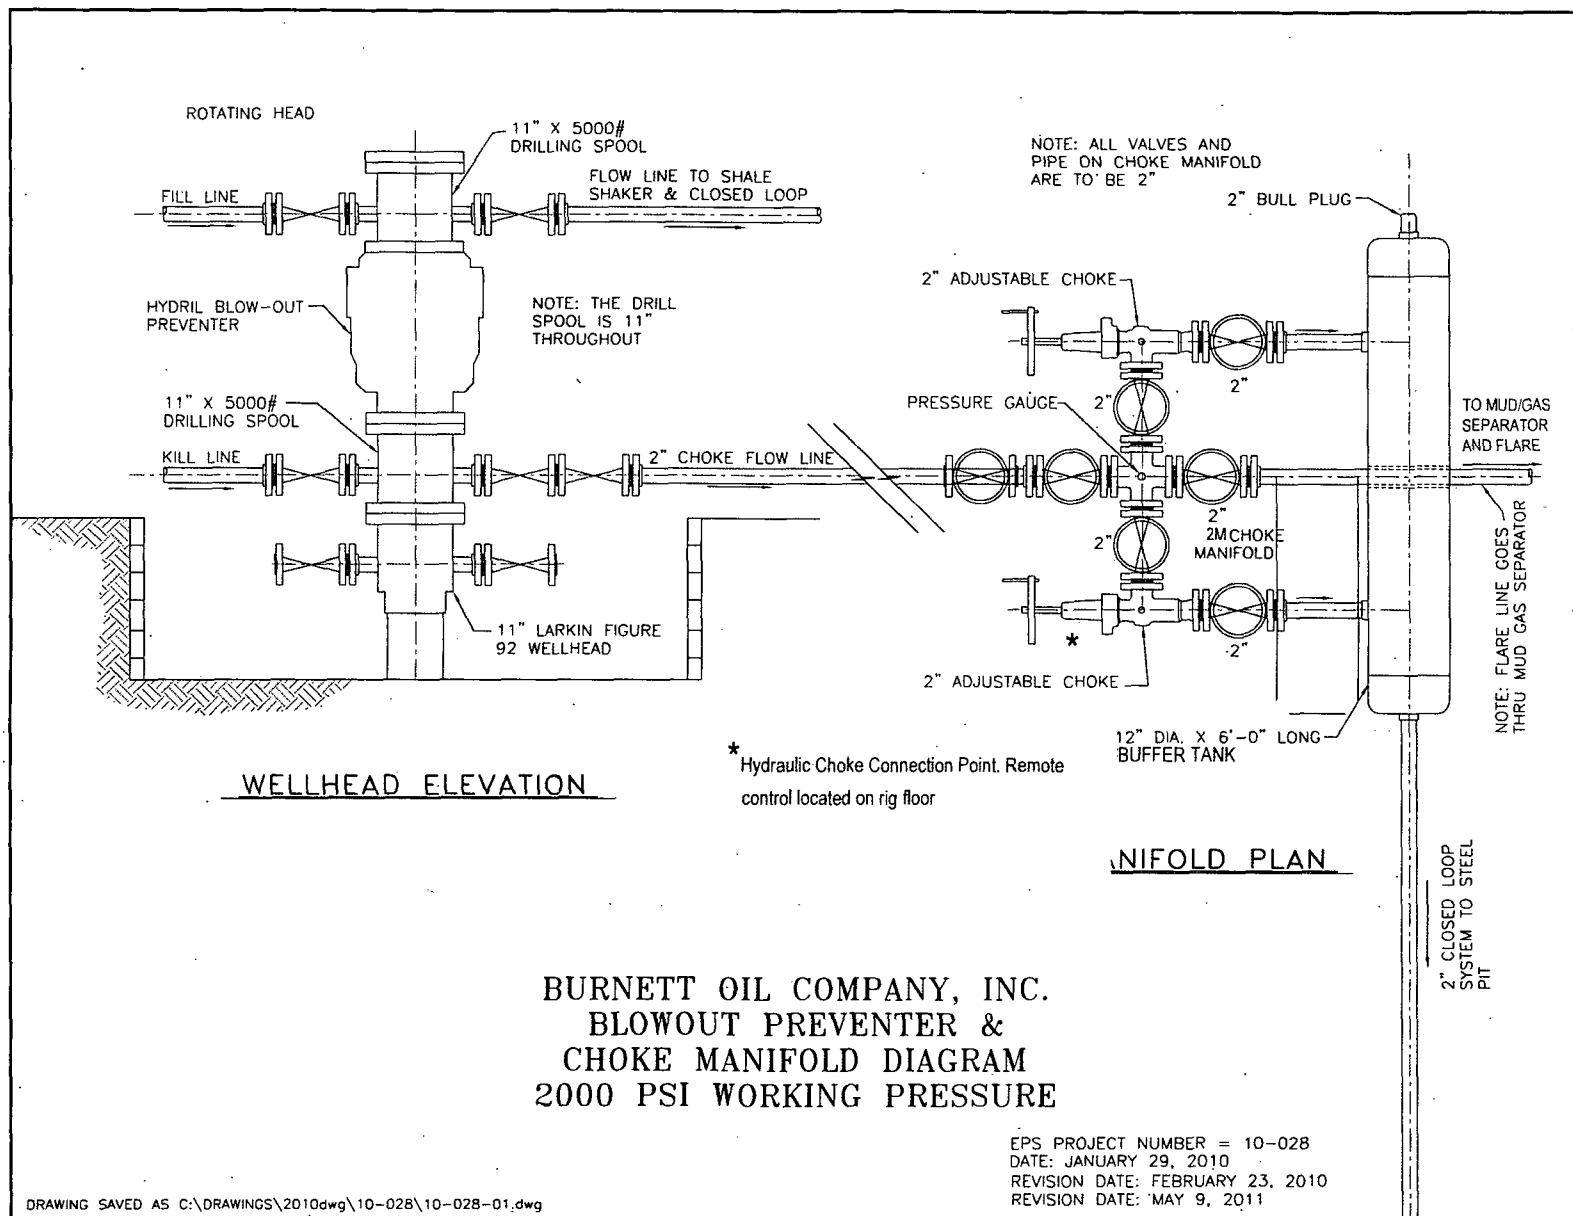 ROTATING HEAD
11" X 5000#
DRILLING SPOOL
FILL LINE
FLOW LINE TO SHALE
SHAKER & CLOSED LOOP
HYDRIL BLOW-OUT
PREVENTER
NOTE: THE DRILL
SPOOL IS 11"
THROUGHOUT
11" X 5000#
DRILLING SPOOL
KILL LINE
2" CHOKE FLOW LINE
11" LARKIN FIGURE
92 WELLHEAD
WELLHEAD ELEVATION
NOTE: ALL VALVES AND
PIPE ON CHOKE MANIFOLD
ARE TO BE 2"
2" BULL PLUG
2" ADJUSTABLE CHOKE
2"
PRESSURE GAUGE
2"
TO MUD/GAS
SEPARATOR
AND FLARE
2"
2M CHOKE
MANIFOLD
2"
*
2"
2" ADJUSTABLE CHOKE
NOTE: FLARE LINE GOES
THRU MUD GAS SEPARATOR
12" DIA. X 6'-0" LONG
BUFFER TANK
* Hydraulic Choke Connection Point. Remote
control located on rig floor
NIFOLD PLAN
2" CLOSED LOOP
SYSTEM TO STEEL
PIT
BURNETT OIL COMPANY, INC.
BLOWOUT PREVENTER &
CHOKE MANIFOLD DIAGRAM
2000 PSI WORKING PRESSURE
EPS PROJECT NUMBER = 10-028
DATE: JANUARY 29, 2010
REVISION DATE: FEBRUARY 23, 2010
REVISION DATE: MAY 9, 2011
DRAWING SAVED AS C:\DRAWINGS\2010dwg\10-028\10-028-01.dwg